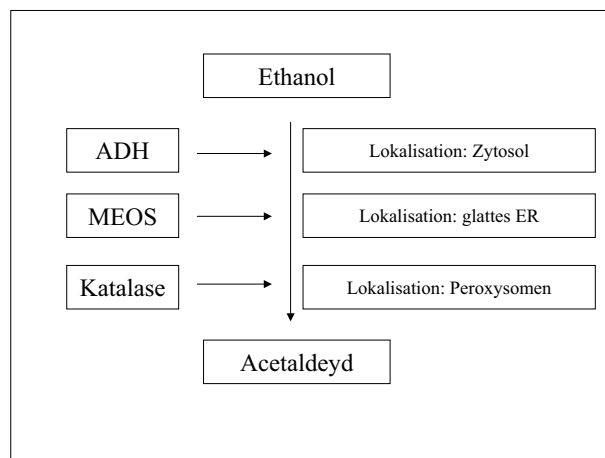 Ethanol
ADH
Lokalisation: Zytosol
MEOS
Lokalisation: glattes ER
Katalase
Lokalisation: Peroxysomen
Acetaldeyd